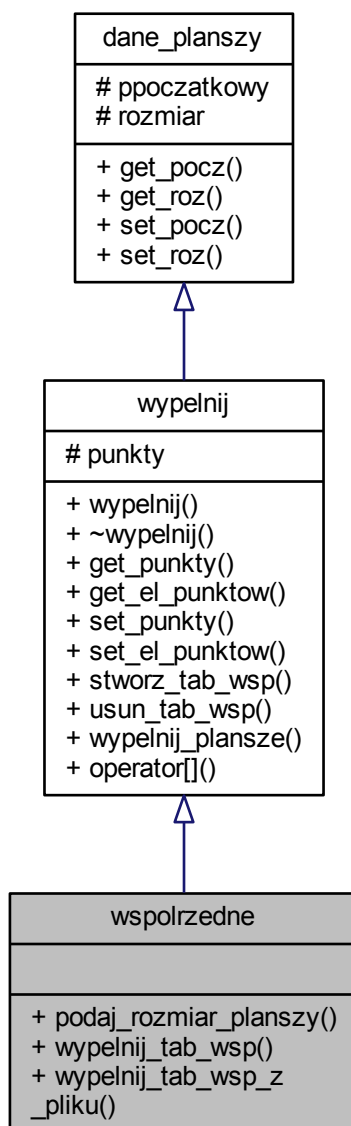 dane_planszy
# ppoczatkowy
# rozmiar
+ get_pocz()
+ get_roz()
+ set_pocz()
+ set_roz()
wypelnij
# punkty
+ wypelnij()
+ ~wypelnij()
+ get_punkty()
+ get_el_punktow()
+ set_punkty()
+ set_el_punktow()
+ stworz_tab_wsp()
+ usun_tab_wsp()
+ wypelnij_plansze()
+ operator[]()
wspolrzedne
+ podaj_rozmiar_planszy()
+ wypelnij_tab_wsp()
+ wypelnij_tab_wsp_z
_pliku()